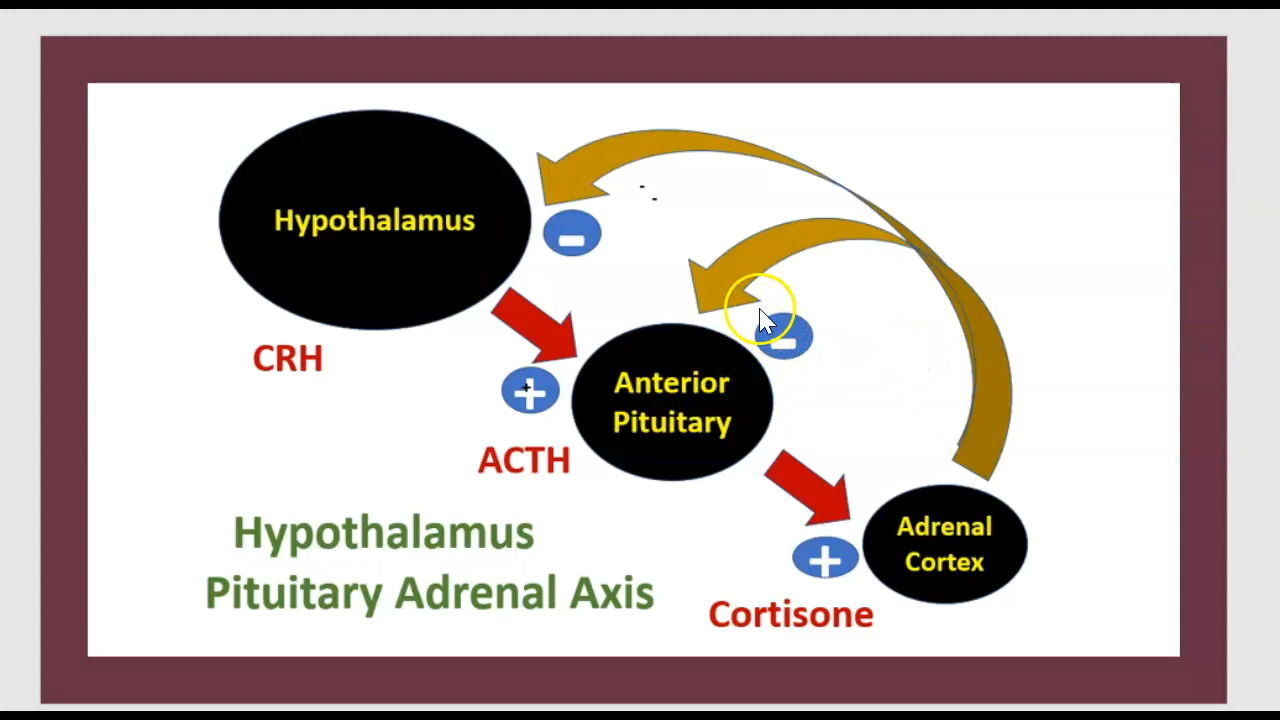 Hypothalamus
CRH
Anterior
Pituitary
ACTH
Adrenal
Cortex
Cortisone
Hypothalamus
Pituitary Adrenal Axis